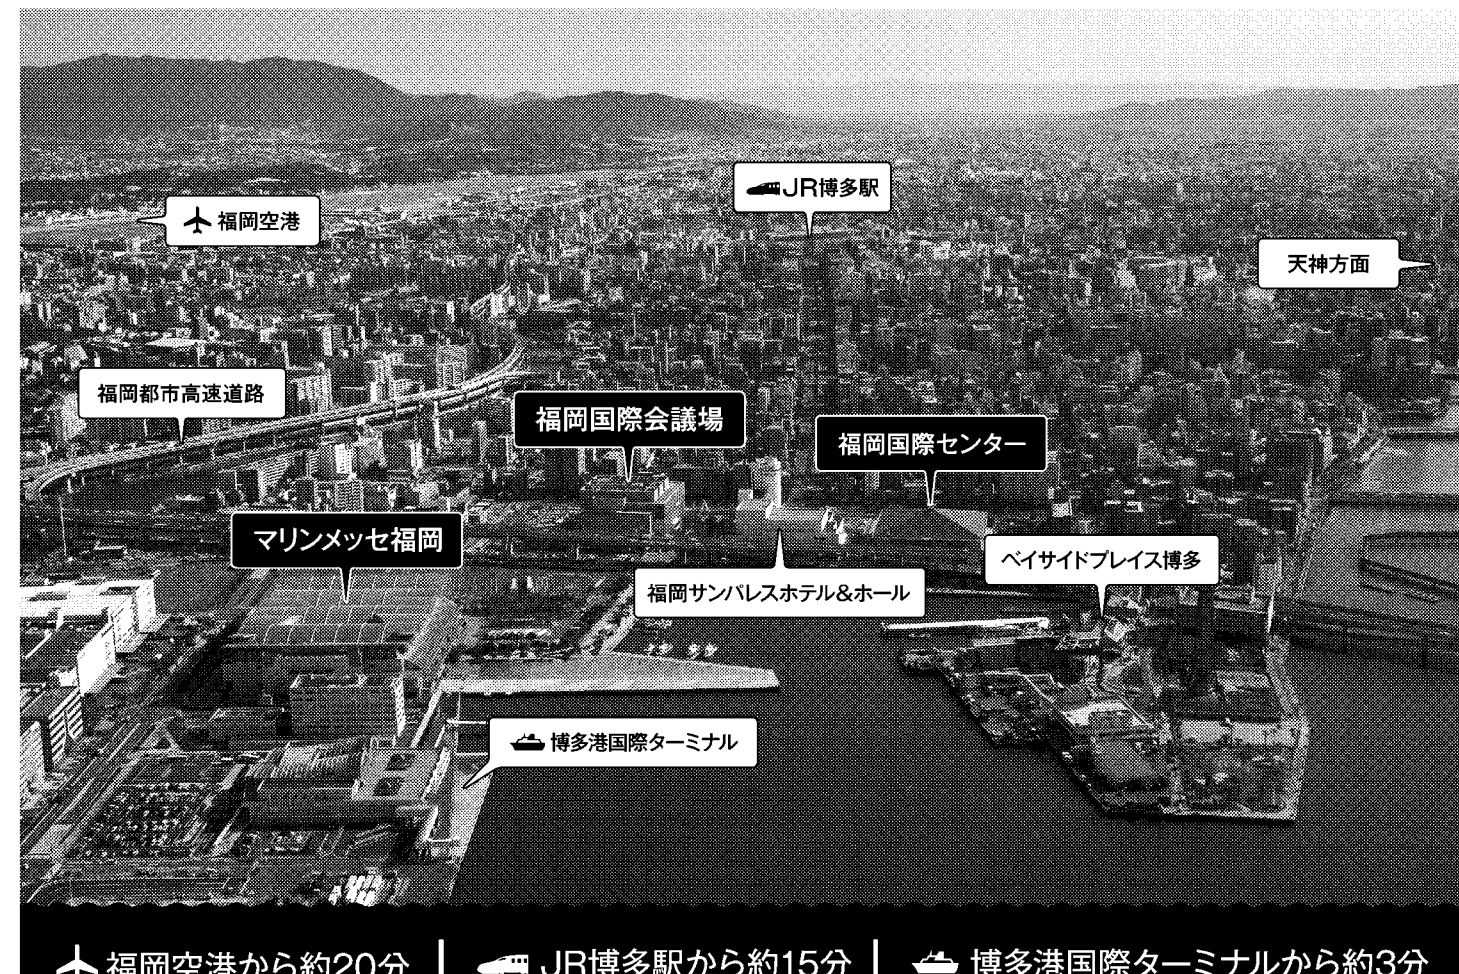 JR博多駅
福岡空港
天神方面
福岡都市高速道路
福岡国際会議場
福岡国際センター
マリンメッセ福岡
ベイサイドプレイス博多
福岡サンパレスホテル&ホール
博多港国際ターミナル
福岡空港から約20分
JR博多駅から約15分
博多港国際ターミナルから約3分